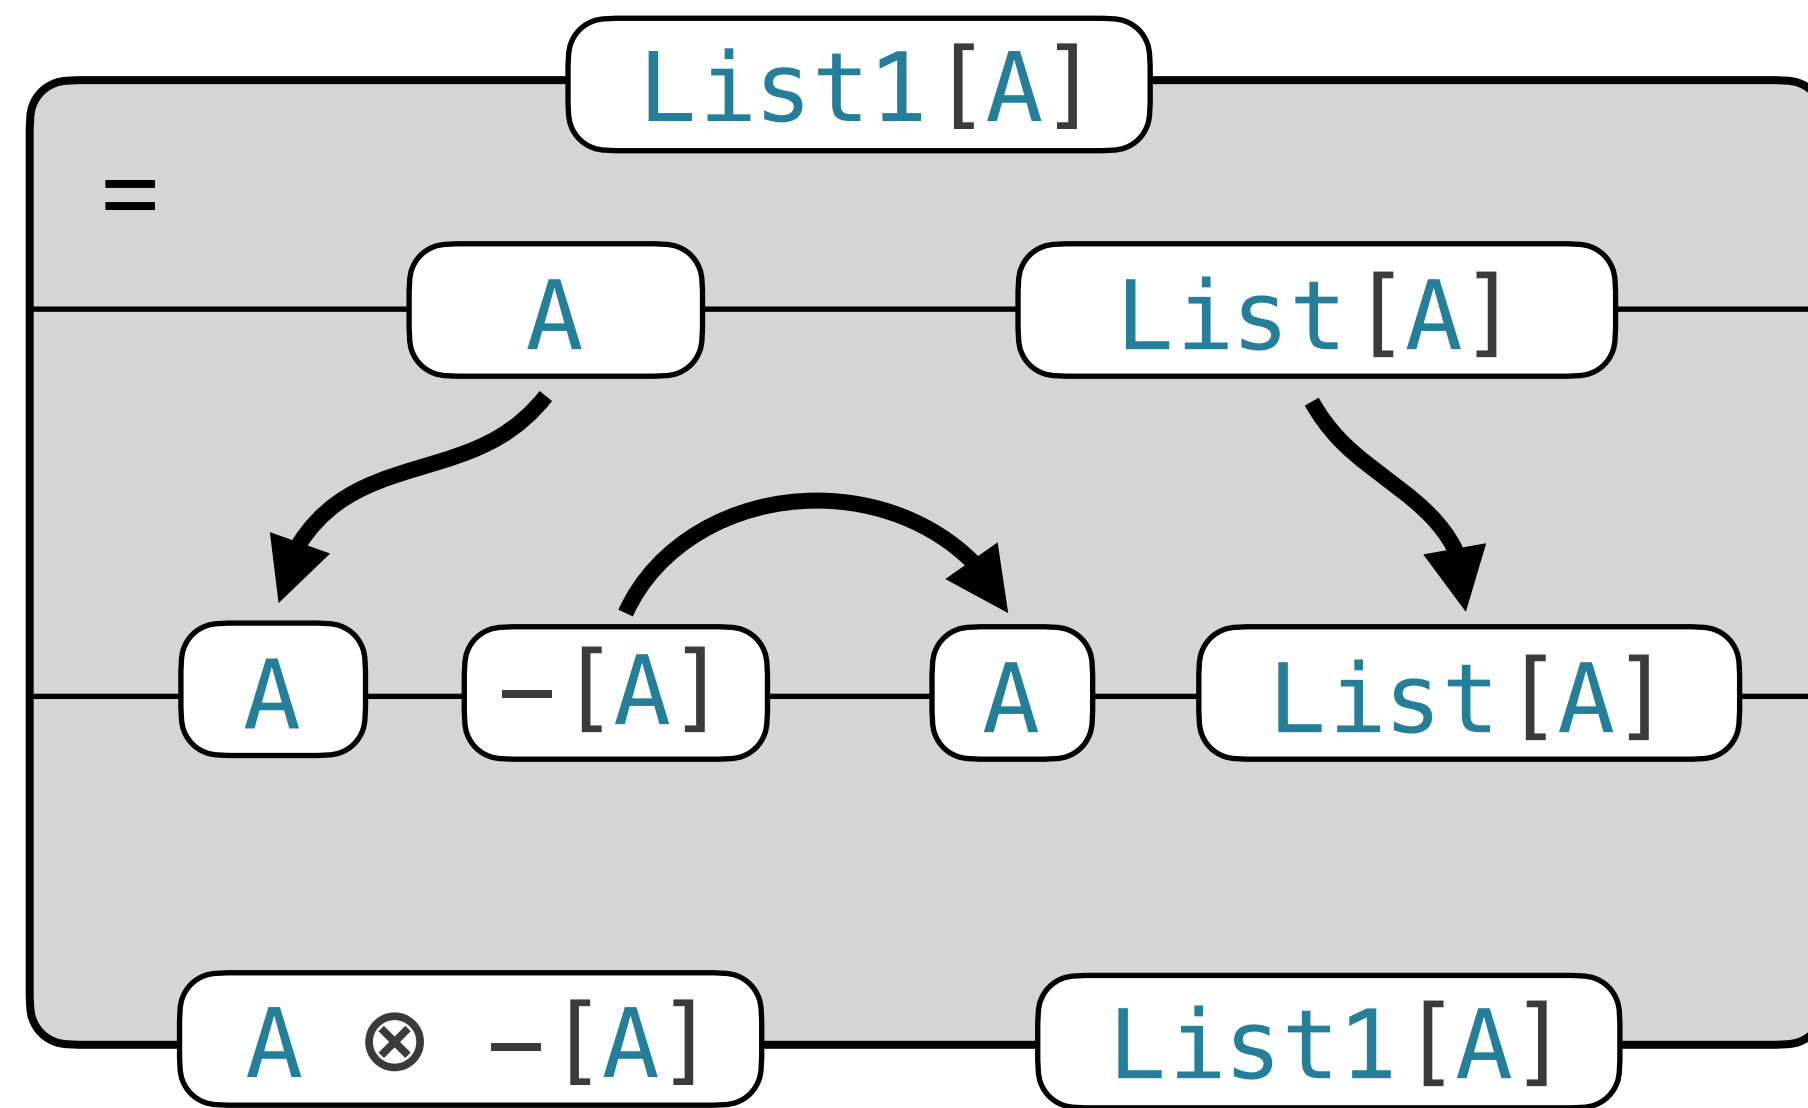 List1[A]
=
A List[A]
A –[A] A List[A]
A ⊗ –[A] List1[A]